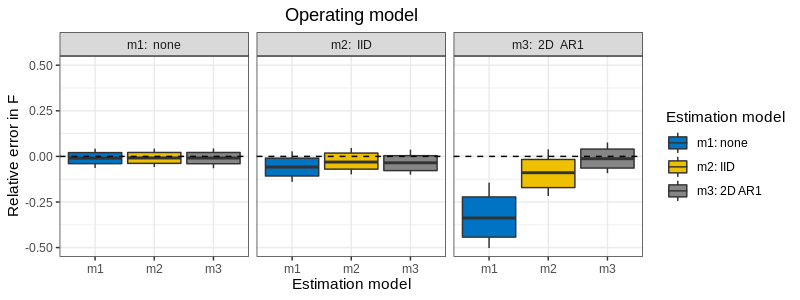 Operating model
m1: none
m2: IID
m3: 2D AR1
Relative error in F
0.50
0.25
0.00
-0.25
-0.50
m1 m2 m3
m1 m2 m3
m1 m2 m3
Estimation model
Estimation model
m1: none
m2: IID
m3: 2D AR1